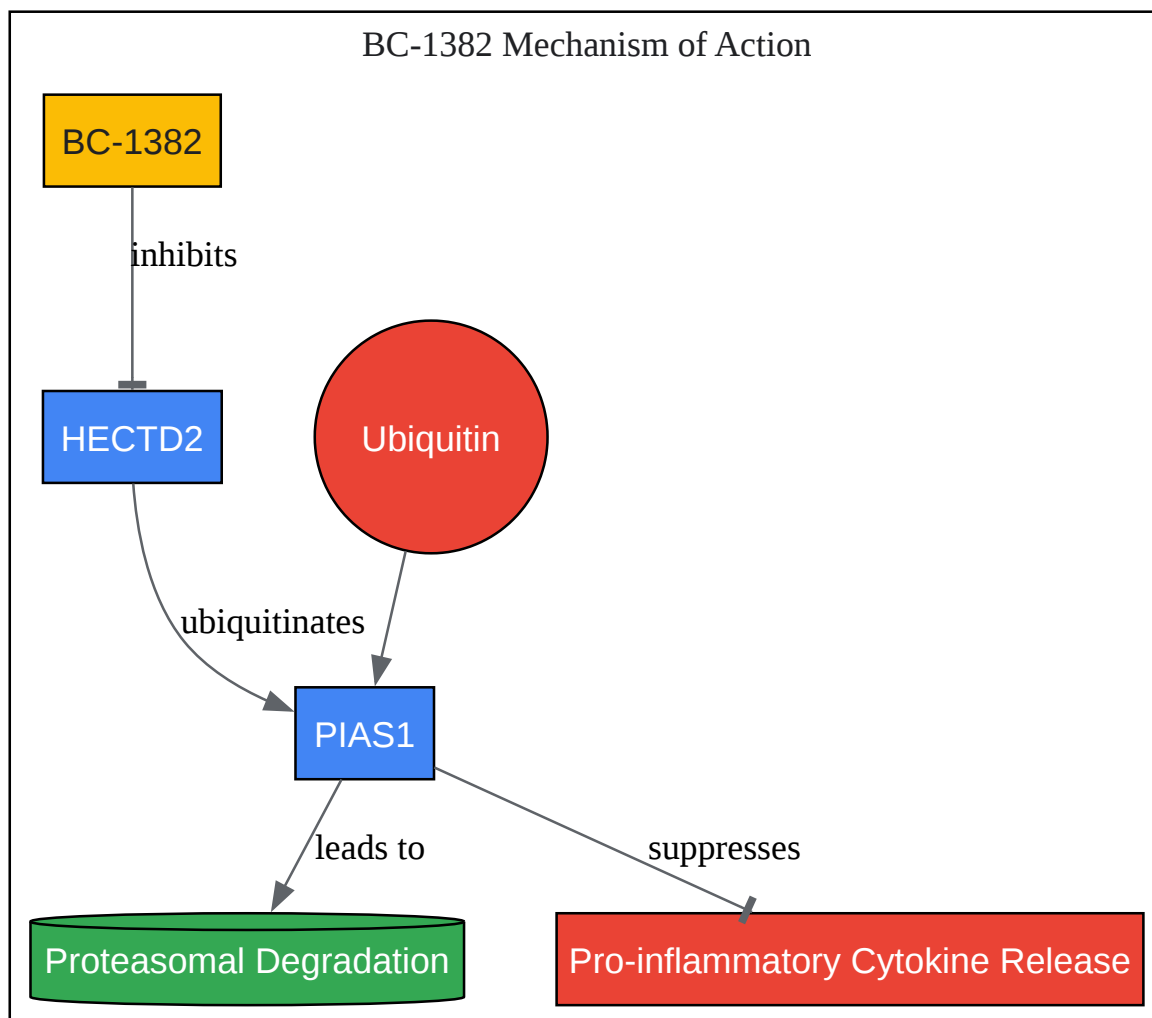 BC-1382 Mechanism of Action
BC-1382
inhibits
HECTD2
Ubiquitin
ubiquitinates
PIAS1
leads to
suppresses
Proteasomal Degradation
Pro-inflammatory Cytokine Release